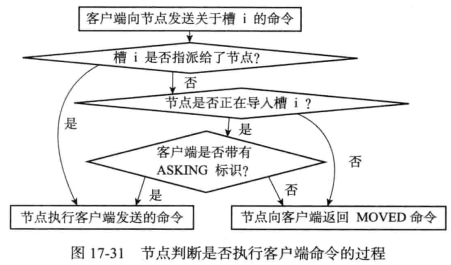 客户端向节点发送关于槽 i 的命令
槽 i 是否指派给了节点？
否
节点是否正在导入槽 i ？
是
是
客户端是否带有
ASKING 标识？
否
是
否
节点执行客户端发送的命令
节点向客户端返回 MOVED 命令
图 17-31 节点判断是否执行客户端命令的过程